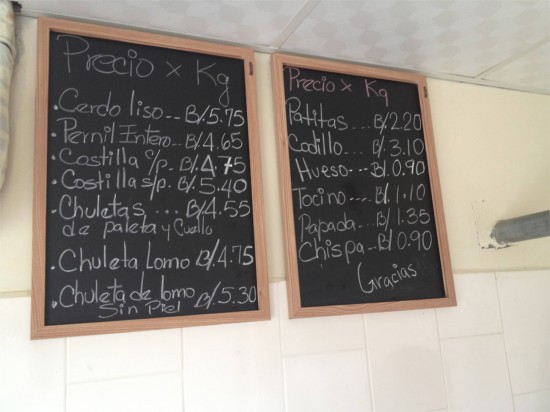 Precio x Kg
• Cerdo liso -- B/. 5.75
• Pernil Entero -- B/. 4.65
• Costilla c/p. B/. 4.75
• Costilla s/p. B/. 5.40
• Chuletas --- B/. 4.55
de paleta y Cuello
• Chuleta Lomo B/. 4.75
• Chuleta de lomo B/. 5.30
Sin Piel
Precio x Kg
Patitas .... B/. 2.20
Codillo .. B/. 3.10
Hueso --- B/. 0.90
Tocino --- B/. 1.10
Papada .. B/. 1.35
Chispa --- B/. 0.90
Gracias!!